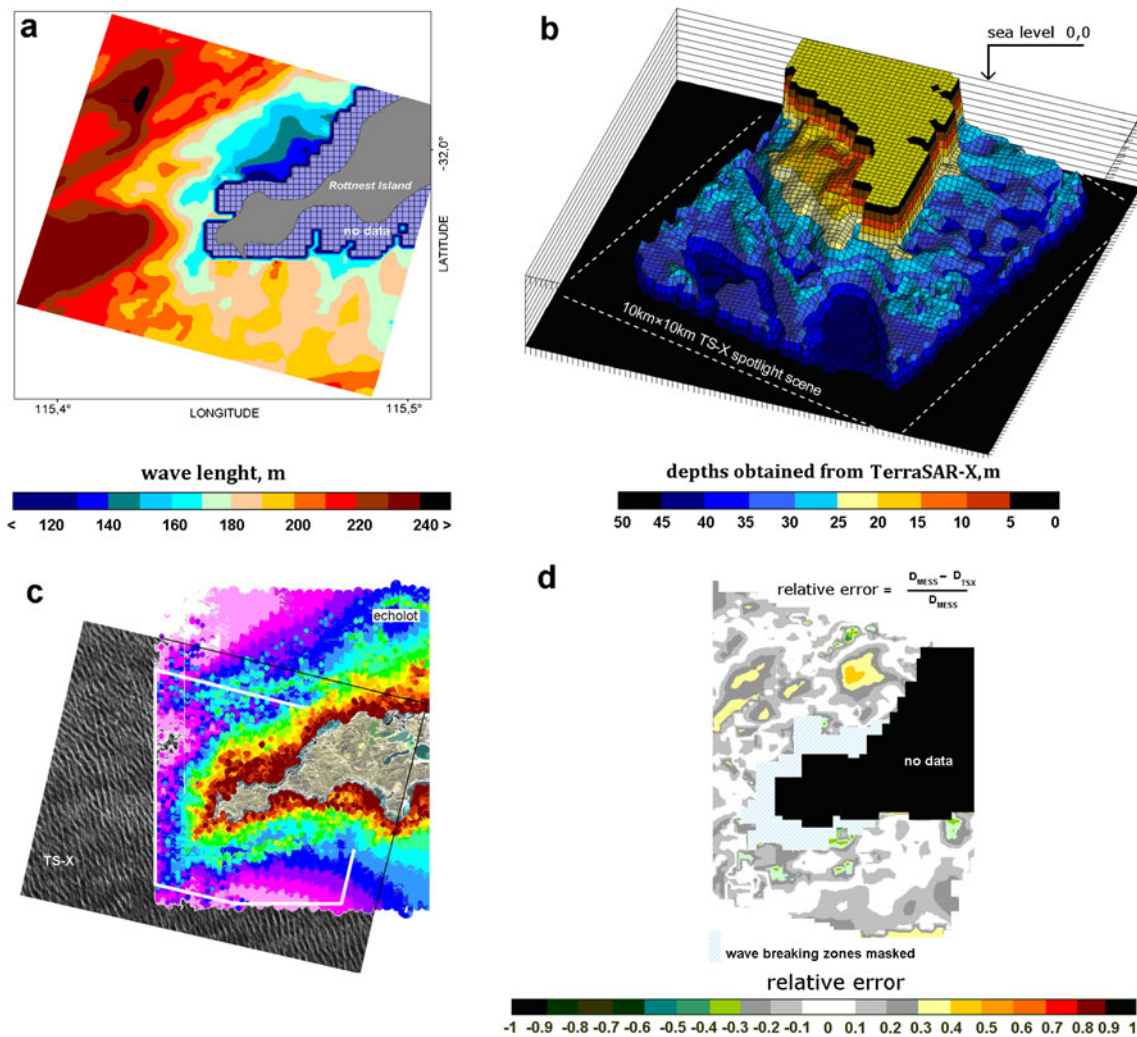 a
-32,0°
LATITUDE
Rottnest Island
no data
115,4°
115,5°
LONGITUDE
wave lenght, m
< 120 140 160 180 200 220 240 >
b
sea level 0,0
10km×10km TS-X spotlight scene
depths obtained from TerraSAR-X,m
50 45 40 35 30 25 20 15 10 5 0
c
echolot
TS-X
d
relative error = D_MESS - D_TSX
D_MESS
no data
wave breaking zones masked
relative error
-1 -0.9 -0.8 -0.7 -0.6 -0.5 -0.4 -0.3 -0.2 -0.1 0 0.1 0.2 0.3 0.4 0.5 0.6 0.7 0.8 0.9 1